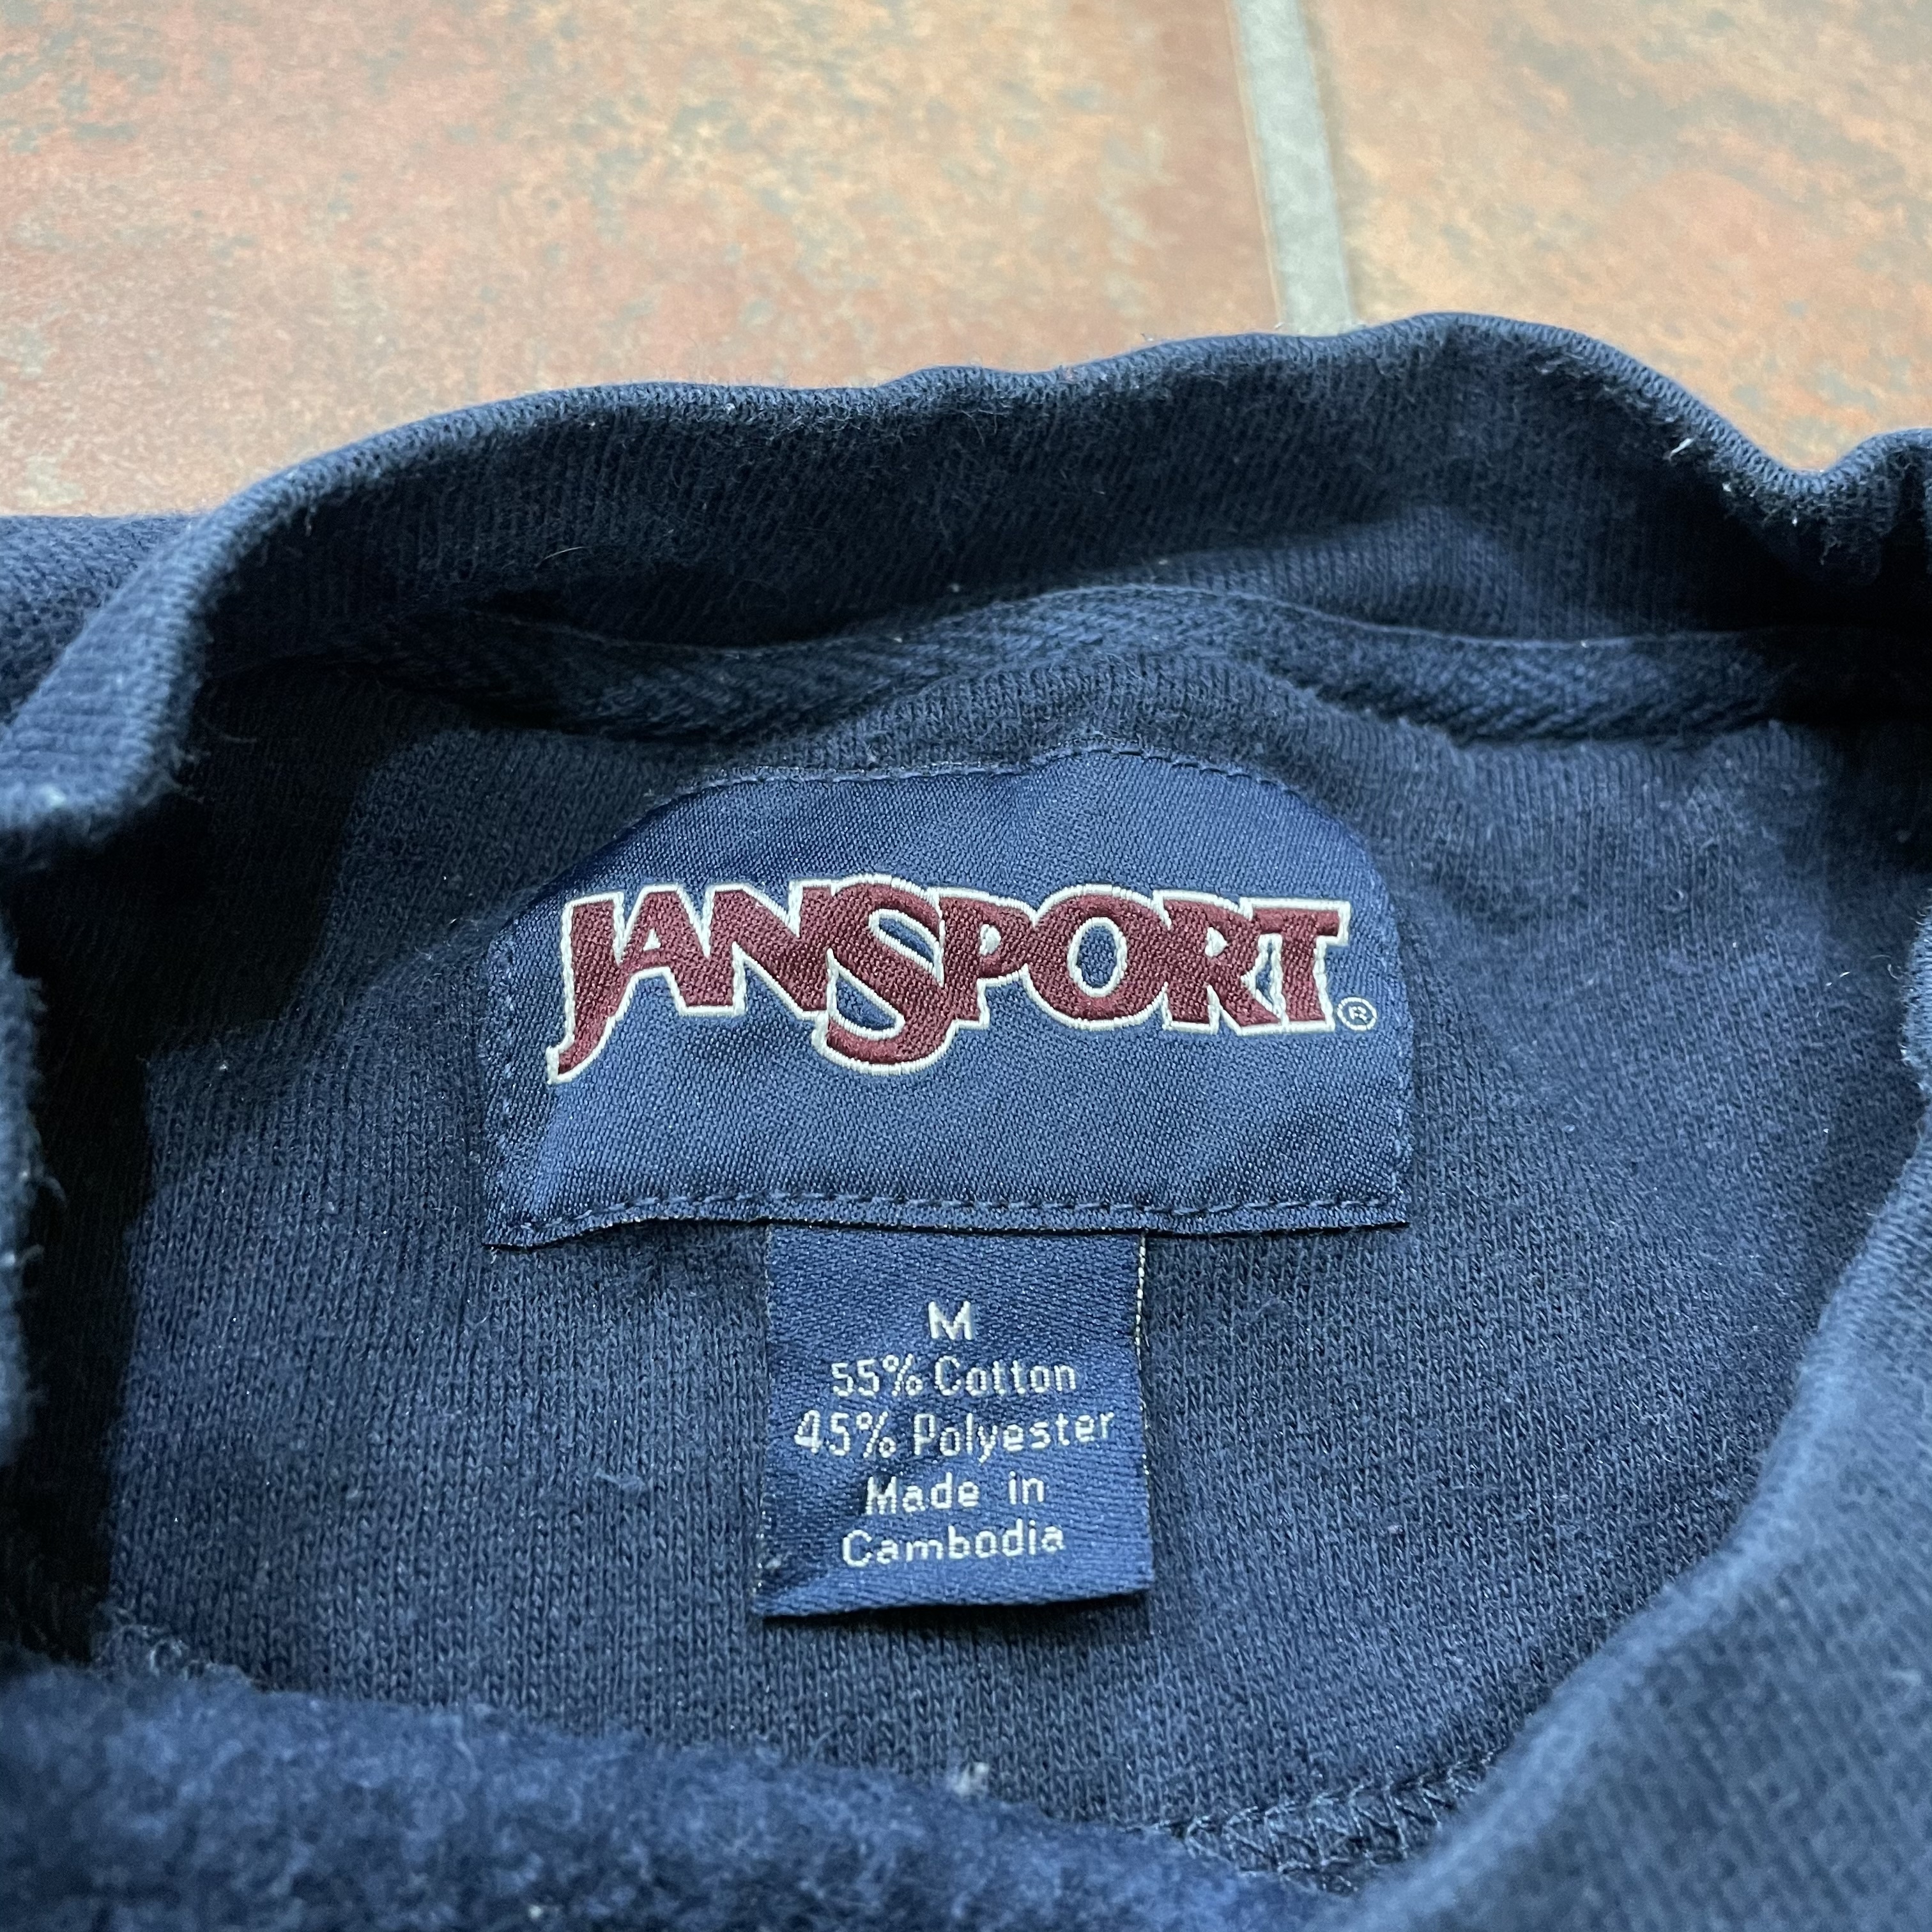 JANSPORT®
M
55% Cotton
45% Polyester
Made in
Cambodia